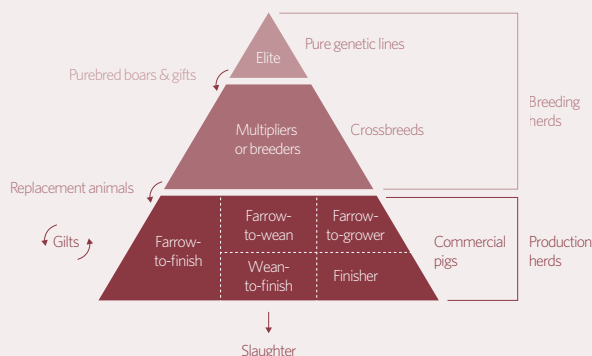 Elite
Pure genetic lines
Purebred boars & gifts
Multipliers
or breeders
Crossbreeds
Breeding
herds
Replacement animals
Gilts
Farrow-
to-finish
Farrow-
to-wean
Farrow-
to-grower
Wean-
to-finish
Finisher
Commercial
pigs
Production
herds
Slaughter